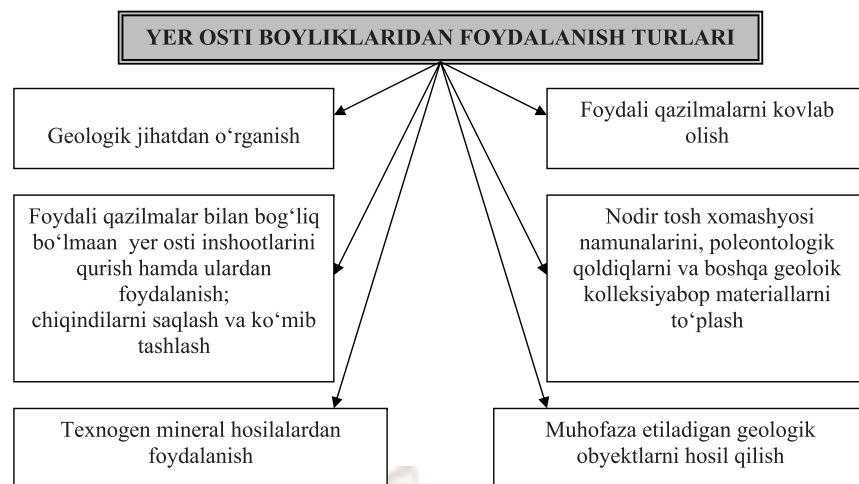 YER OSTI BOYLIKLARIDAN FOYDALANISH TURLARI
Geologik jihatdan o‘rganish
Foydali qazilmalarni kovlab
olish
Foydali qazilmalar bilan bog‘liq
bo‘lmaan yer osti inshootlarini
qurish hamda ulardan
foydalanish;
chiqindilarni saqlash va ko‘mib
tashlash
Nodir tosh xomashyosi
namunalarini, poleontologik
qoldiqlarni va boshqa geoloik
kolleksiyabop materiallarni
to‘plash
Texnogen mineral hosilalardan
foydalanish
Muhofaza etiladigan geologik
obyektlarni hosil qilish